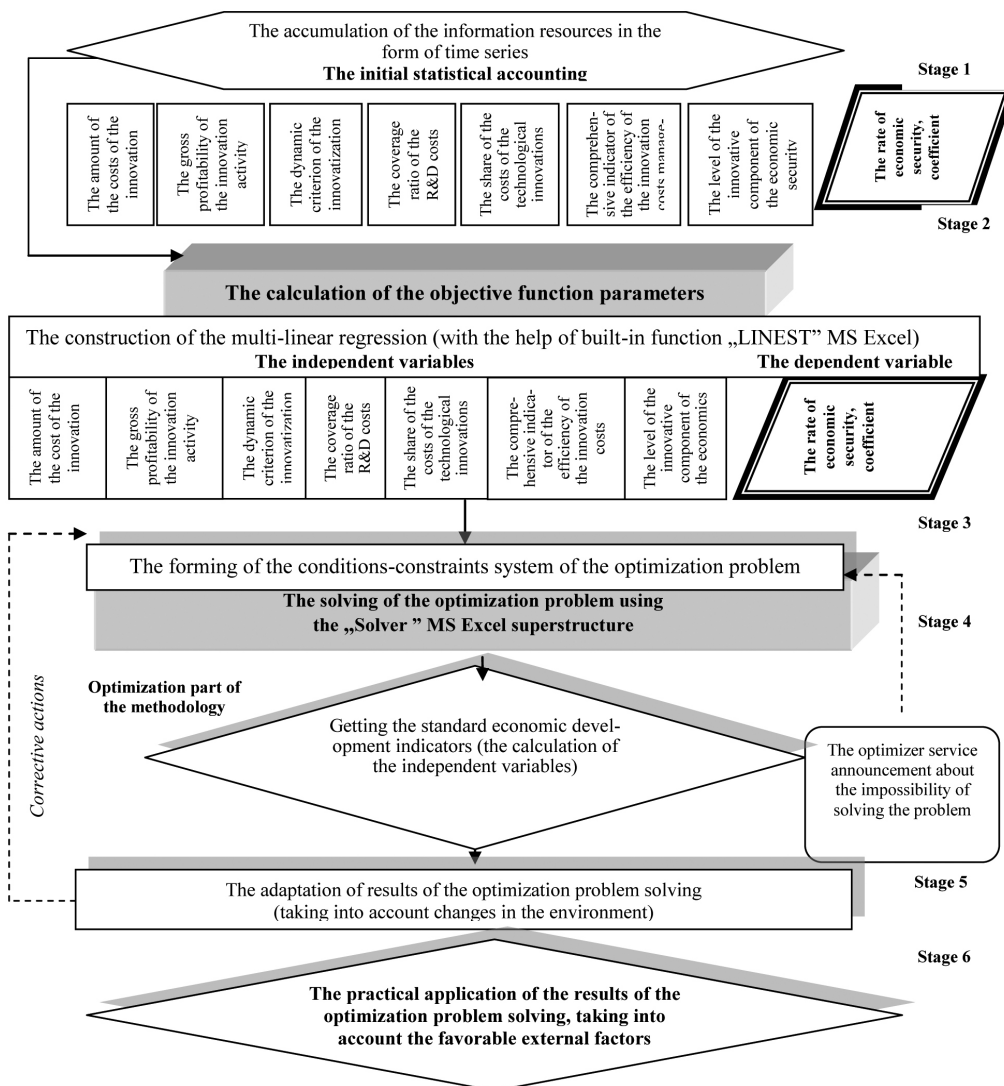 The accumulation of the information resources in the
form of time series
The initial statistical accounting
Stage 1
The amount of
the costs of the
innovation
The gross
profitability of
the innovation
activity
The dynamic
criterion of the
innovatization
The coverage
ratio of the
R&D costs
The share of the
costs of the
technological
innovations
The comprehen-
sive indicator of
the efficiency of
the innovation
costs manage-
The level of the
innovative
component of
the economic
security
The rate of
economic
security,
coefficient
Stage 2
The calculation of the objective function parameters
The construction of the multi-linear regression (with the help of built-in function „LINEST” MS Excel)
The independent variables
The dependent variable
The amount of
the cost of the
innovation
The gross
profitability of
the innovation
activity
The dynamic
criterion of the
innovatization
The coverage
ratio of the
R&D costs
The share of the
costs of the
technological
innovations
The compre-
hensive indica-
tor of the
efficiency of
the innovation
costs
The level of the
innovative
component of
the economics
The rate of
economic
security,
coefficient
Stage 3
The forming of the conditions-constraints system of the optimization problem
The solving of the optimization problem using
the „Solver ” MS Excel superstructure
Stage 4
Optimization part of
the methodology
Corrective actions
Getting the standard economic devel-
opment indicators (the calculation of
the independent variables)
The optimizer service
announcement about
the impossibility of
solving the problem
Stage 5
The adaptation of results of the optimization problem solving
(taking into account changes in the environment)
Stage 6
The practical application of the results of the
optimization problem solving, taking into
account the favorable external factors